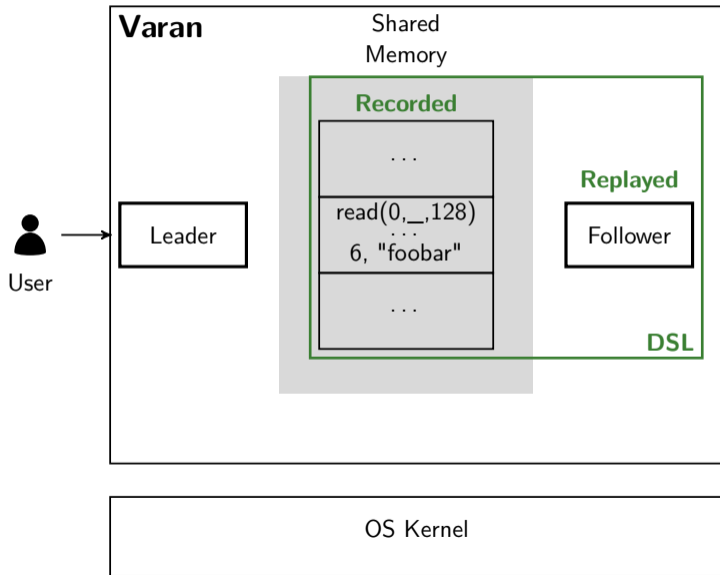 Varan
Shared
Memory
Recorded
...
Replayed
read(0,_,128)
...
6, "foobar"
Leader
Follower
User
...
DSL
OS Kernel